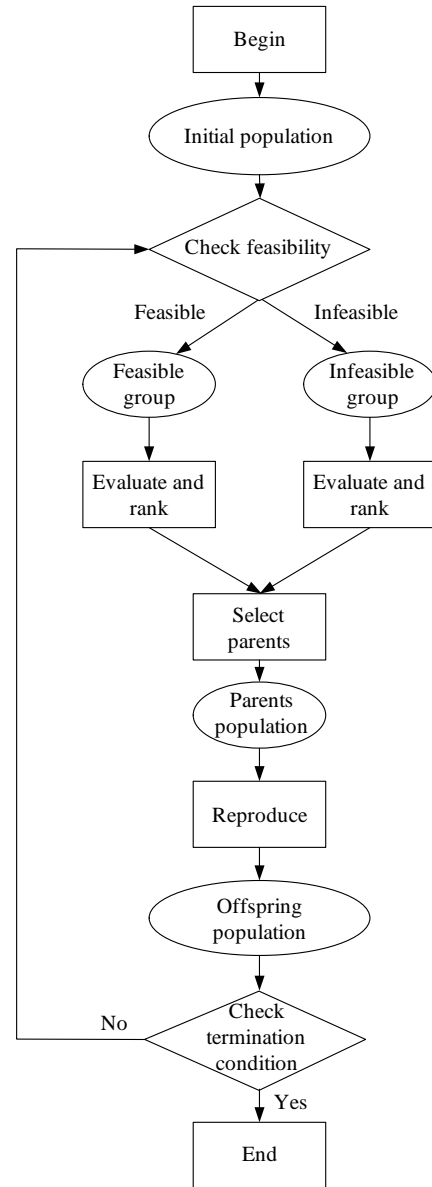 Begin
Initial population
Check feasibility
Feasible
Infeasible
Feasible
group
Infeasible
group
Evaluate and
rank
Evaluate and
rank
Select
parents
Parents
population
Reproduce
Offspring
population
Check
termination
condition
No
Yes
End